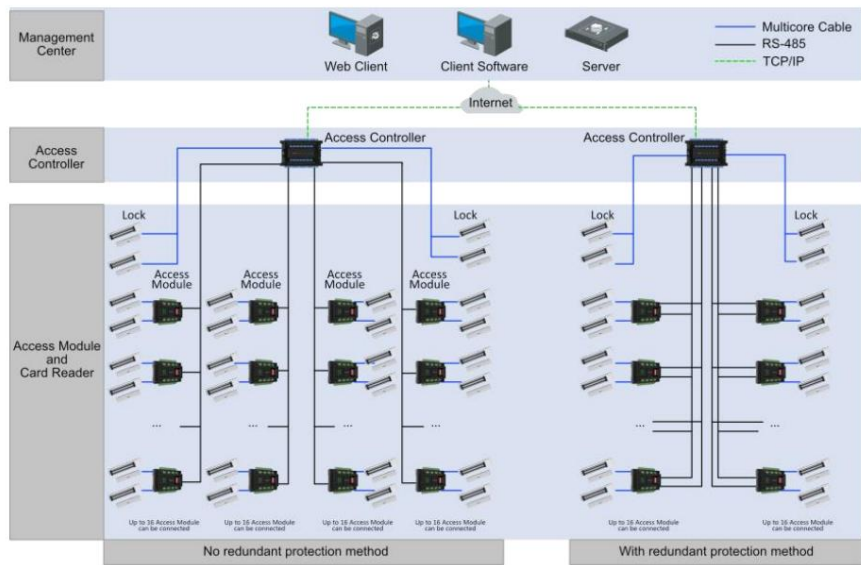 Management
Center
Web Client
Client Software
Server
Multicore Cable
RS-485
TCP/IP
Internet
Access
Controller
Access Controller
Access Controller
Access Module
and
Card Reader
Lock
Lock
Lock
Lock
Access
Module
Access
Module
Access
Module
Access
Module
...
...
...
...
...
...
Up to 16 Access Module
can be connected
Up to 16 Access Module
can be connected
Up to 16 Access Module
can be connected
Up to 16 Access Module
can be connected
Up to 16 Access Module
can be connected
Up to 16 Access Module
can be connected
No redundant protection method
With redundant protection method